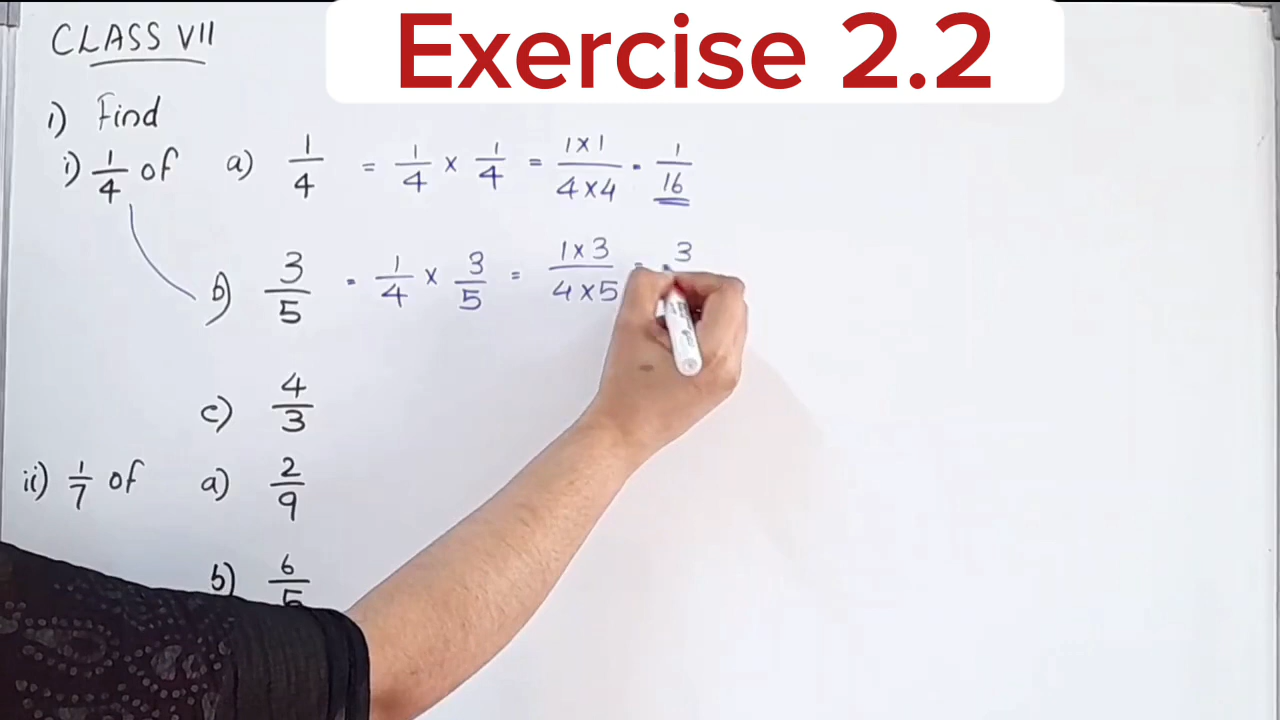 Exercise 2.2
CLASS VII
1) Find
i) 1/4 of a) 1/4 = 1/4 × 1/4 = 1×1/4×4 = 1/16
b) 3/5 = 1/4 × 3/5 = 1×3/4×5 = 3
c) 4/3
ii) 1/7 of a) 2/9
b) 6/5